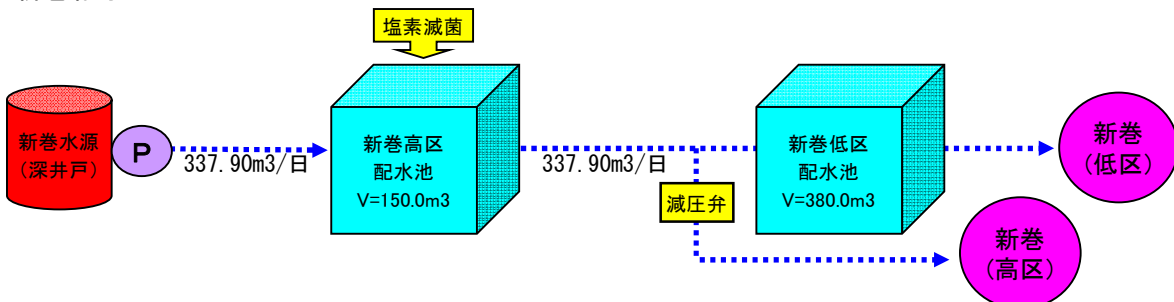 塩素滅菌
新巻水源
(深井戸)
P
337.90m3/日
新巻高区
配水池
V=150.0m3
337.90m3/日
減圧弁
新巻低区
配水池
V=380.0m3
新巻
(低区)
新巻
(高区)